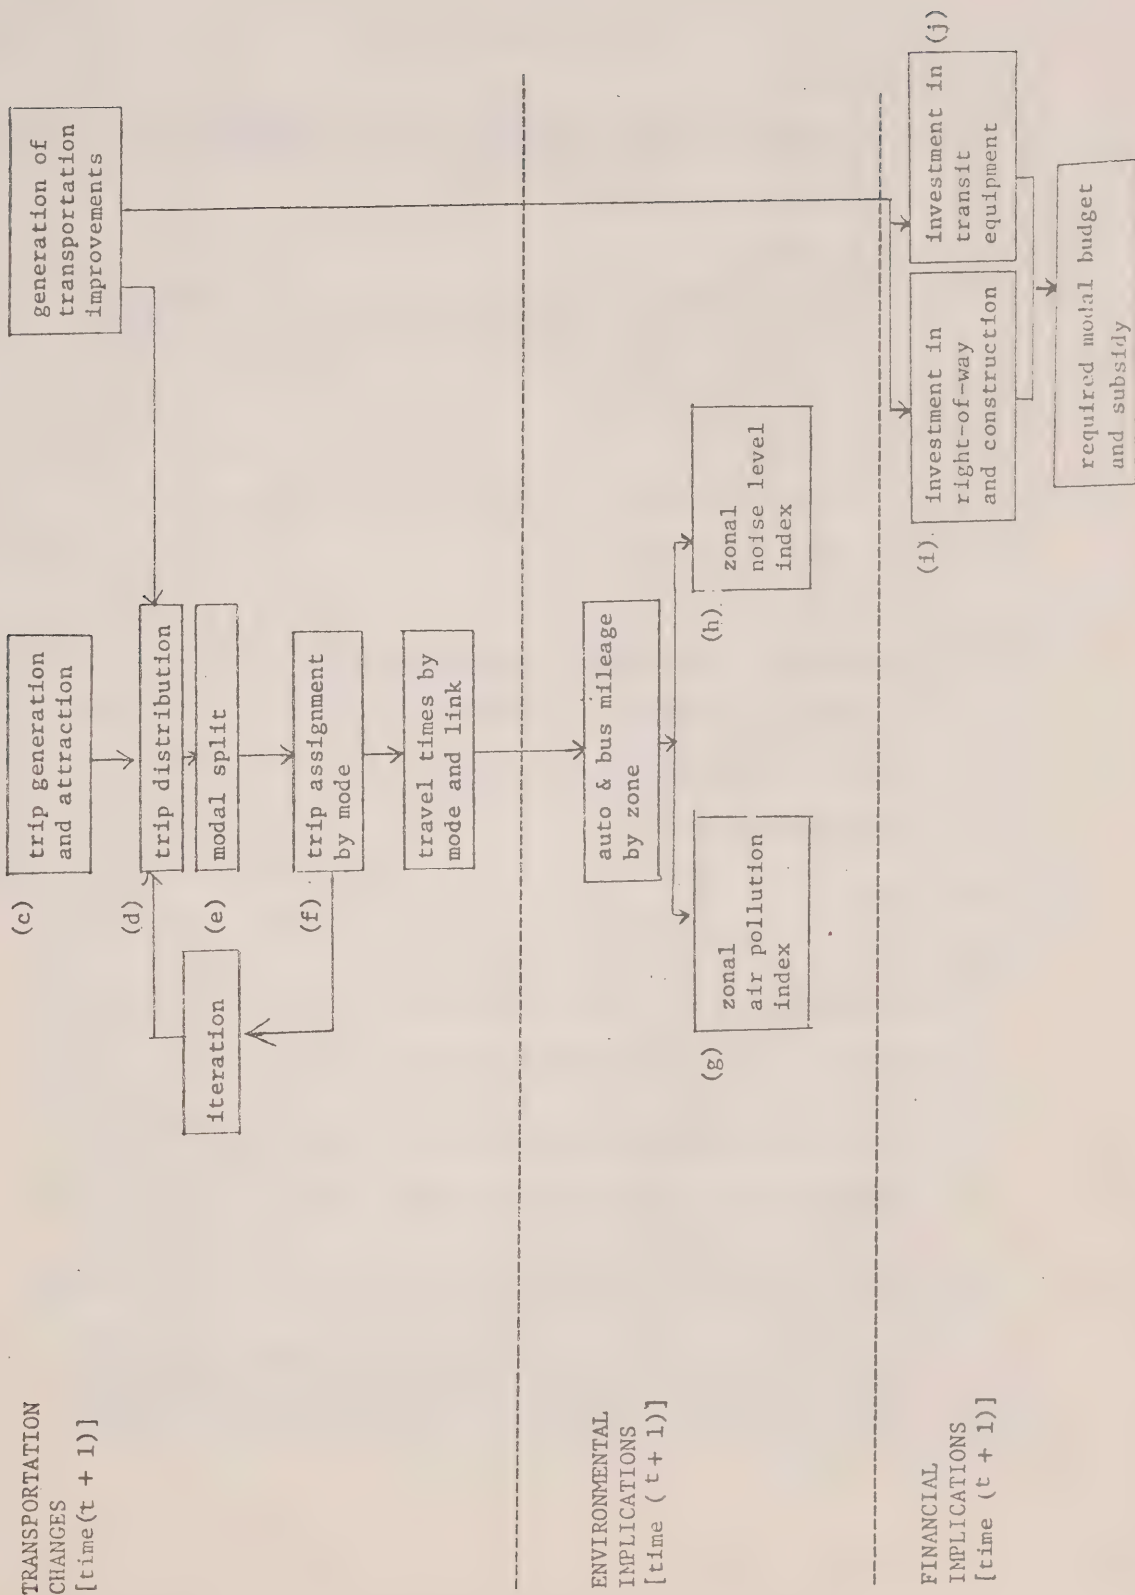 TRANSPORTATION
CHANGES
[time(t + 1)]
(c)
trip generation
and attraction
generation of
transportation
improvements
(d)
trip distribution
iteration
(e)
modal split
(f)
trip assignment
by mode
travel times by
mode and link
ENVIRONMENTAL
IMPLICATIONS
[time ( t + 1)]
auto & bus mileage
by zone
(g)
zonal
air pollution
index
(h)
zonal
noise level
index
FINANCIAL
IMPLICATIONS
[time (t + 1)]
(i)
investment in
right-of-way
and construction
investment in
transit
equipment
(j)
required modal budget
and subsidy